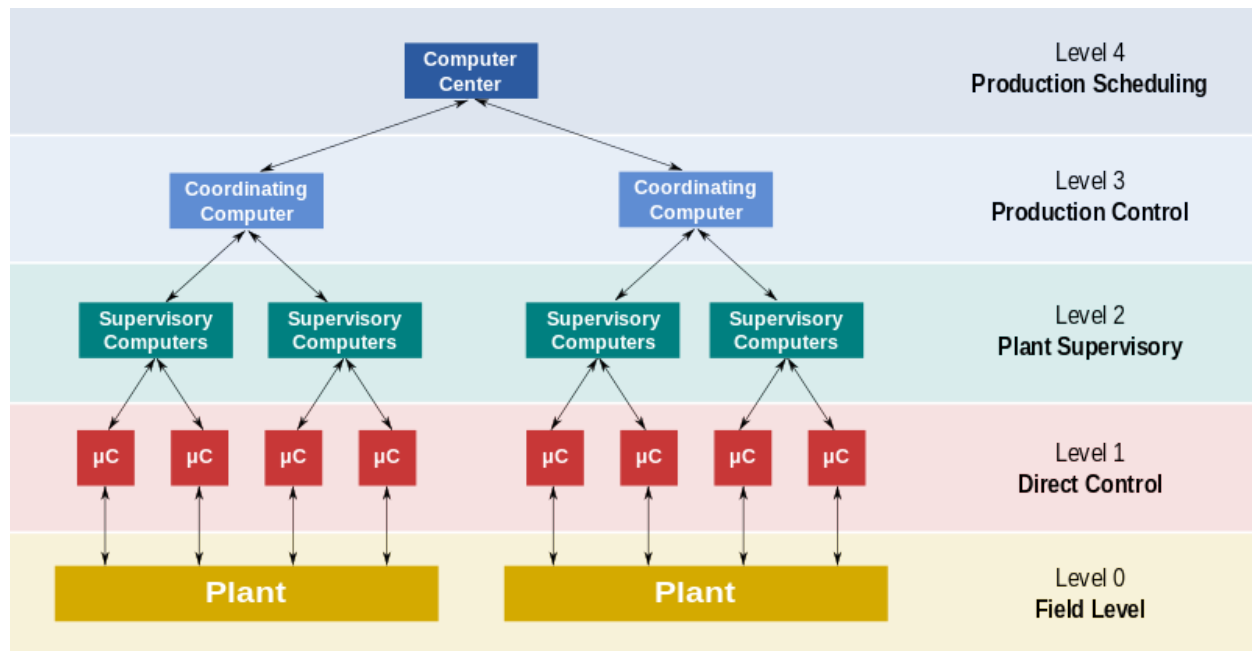 Computer
Center
Level 4
Production Scheduling
Coordinating
Computer
Coordinating
Computer
Level 3
Production Control
Supervisory
Computers
Supervisory
Computers
Supervisory
Computers
Supervisory
Computers
Level 2
Plant Supervisory
µC
µC
µC
µC
µC
µC
µC
µC
Level 1
Direct Control
Plant
Plant
Level 0
Field Level